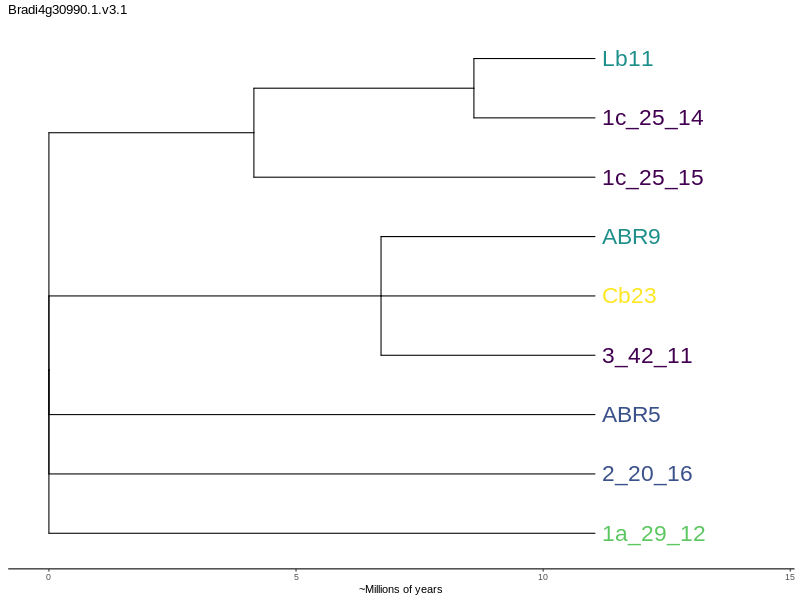 Bradi4g30990.1.v3.1
Lb11
1c_25_14
1c_25_15
ABR9
Cb23
3_42_11
ABR5
2_20_16
1a_29_12
0 5 10 15
~Millions of years